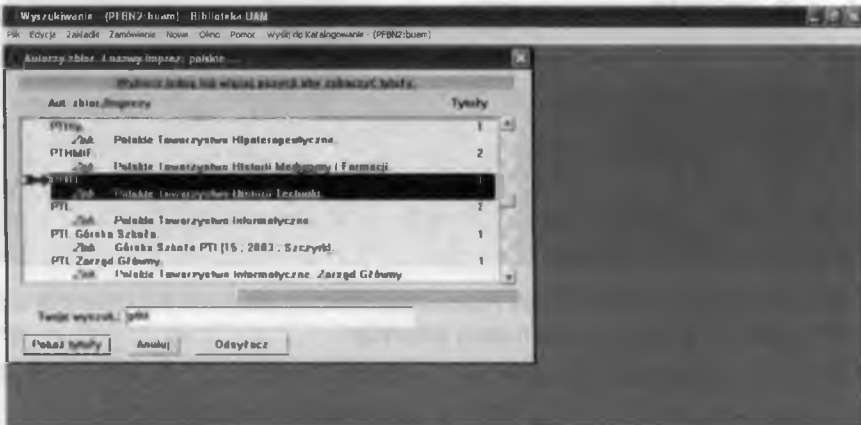 Wyszukiwanie - (PFBN2:buam) - Biblioteka UAM
Plik Edycja Zakładki Zamówienie Nowe Okno Pomoc Wyślij do Katalogowanie - (PFBN2:buam)
Autorzy zbior. i nazwy imprez: polskie
Wybierz jedną lub więcej pozycji aby zobaczyć tytuły.
Aut. zbior./Imprezy Tytuły
1
Zob. Polskie Towarzystwo Hipoterapeutyczne.
PTHMiF. 2
Zob. Polskie Towarzystwo Historii Medycyny i Farmacji.
1
Zob. Polskie Towarzystwo Historii Techniki.
PTI. 2
Zob. Polskie Towarzystwo Informatyczne.
PTI. Górska Szkoła. 1
Zob. Górska Szkoła PTI (15 ; 2003 ; Szczyrk).
PTI. Zarząd Główny. 1
Zob. Polskie Towarzystwo Informatyczne. Zarząd Główny.
Twoje wyszuk.:
Pokaż tytuły Anuluj Odsyłacz